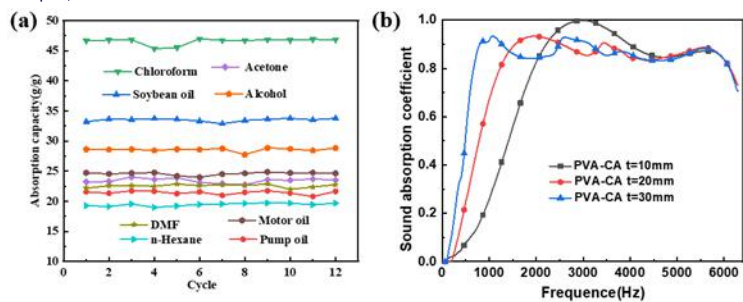 (a)
50
45
40
35
30
25
20
15
10
Absorption capacity(g/g)
Chloroform
Acetone
Soybean oil
Alcohol
DMF
Motor oil
n-Hexane
Pump oil
0 2 4 6 8 10 12
Cycle
(b)
1.0
0.8
0.6
0.4
0.2
0.0
Sound absorption coefficient
PVA-CA t=10mm
PVA-CA t=20mm
PVA-CA t=30mm
0 1000 2000 3000 4000 5000 6000
Frequence(Hz)